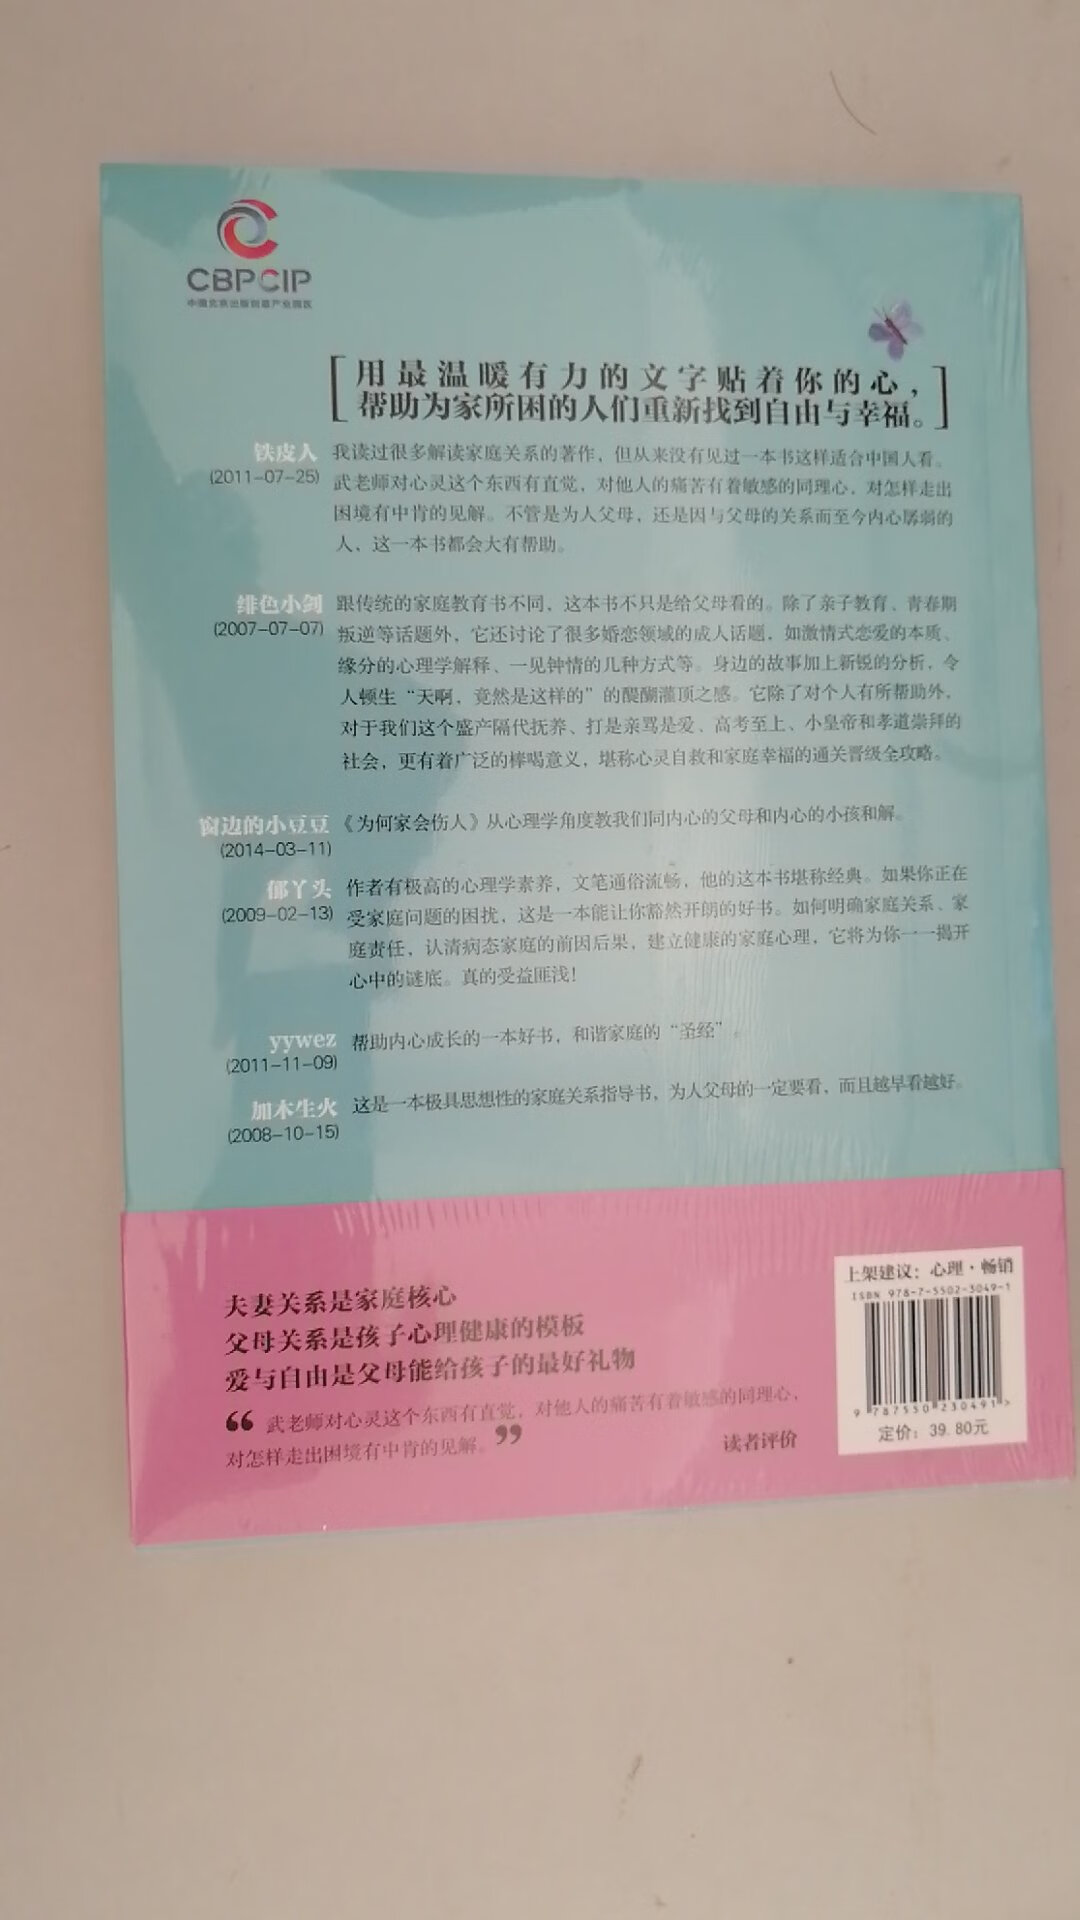 CBPCIP
中国北京出版创意产业园区
用最温暖有力的文字贴着你的心，
帮助为家所困的人们重新找到自由与幸福。
铁皮人
(2011-07-25)
我读过很多解读家庭关系的著作，但从来没有见过一本书这样适合中国人看。
武老师对心灵这个东西有直觉，对他人的痛苦有着敏感的同理心，对怎样走出
困境有中肯的见解。不管是为人父母，还是因与父母的关系而至今内心孱弱的
人，这一本书都会大有帮助。
绯色小剑
(2007-07-07)
跟传统的家庭教育书不同，这本书不只是给父母看的。除了亲子教育、青春期
叛逆等话题外，它还讨论了很多婚恋领域的成人话题，如激情式恋爱的本质、
缘分的心理学解释、一见钟情的几种方式等。身边的故事加上新锐的分析，令
人顿生“天啊，竟然是这样的”的醍醐灌顶之感。它除了对个人有所帮助外，
对于我们这个盛产隔代抚养、打是亲骂是爱、高考至上、小皇帝和孝道崇拜的
社会，更有着广泛的棒喝意义，堪称心灵自救和家庭幸福的通关晋级全攻略。
窗边的小豆豆
(2014-03-11)
《为何家会伤人》从心理学角度教我们同内心的父母和内心的小孩和解。
郁丫头
(2009-02-13)
作者有极高的心理学素养，文笔通俗流畅，他的这本书堪称经典。如果你正在
受家庭问题的困扰，这是一本能让你豁然开朗的好书。如何明确家庭关系、家
庭责任，认清病态家庭的前因后果，建立健康的家庭心理，它将为你一一揭开
心中的谜底。真的受益匪浅！
yywez
(2011-11-09)
帮助内心成长的一本好书，和谐家庭的“圣经”。
加木生火
(2008-10-15)
这是一本极具思想性的家庭关系指导书，为人父母的一定要看，而且越早看越好。
夫妻关系是家庭核心
父母关系是孩子心理健康的模板
爱与自由是父母能给孩子的最好礼物
“武老师对心灵这个东西有直觉，对他人的痛苦有着敏感的同理心，
对怎样走出困境有中肯的见解。”
读者评价
上架建议：心理·畅销
ISBN 978-7-5502-3049-1
9 787550 230491 >
定价：39.80元